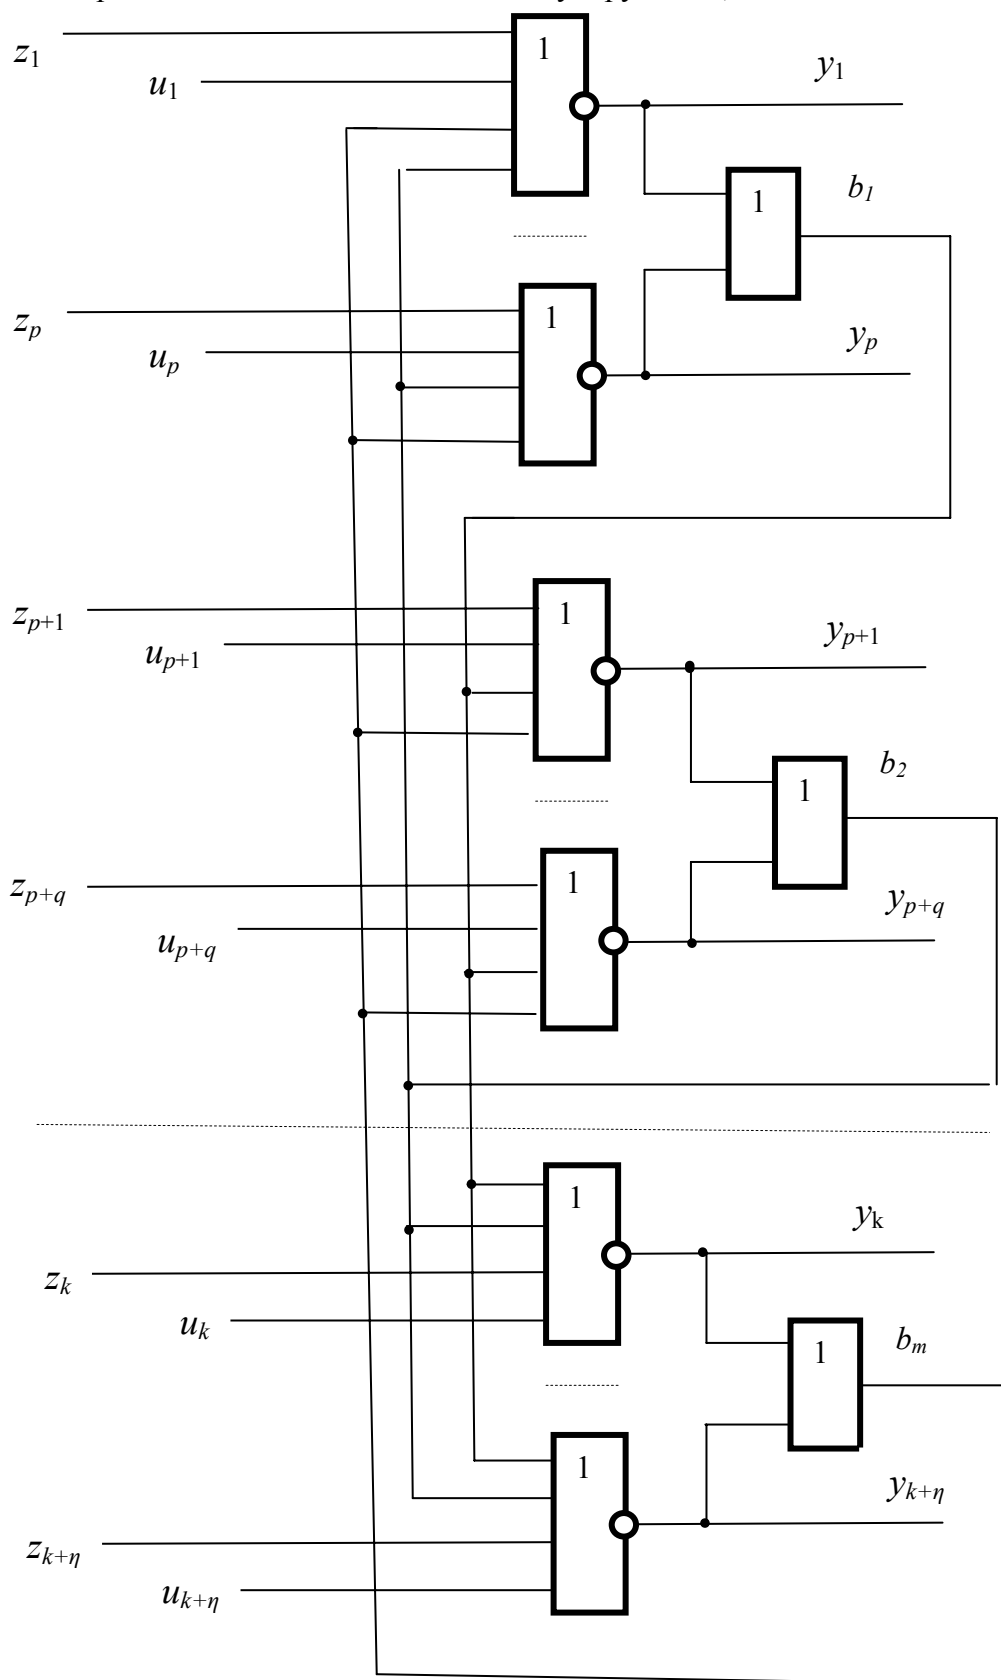 z1
1
u1
y1
1
b1
zp
1
up
yp
zp+1
1
up+1
yp+1
b2
1
zp+q
1
up+q
yp+q
1
yk
zk
uk
1
bm
1
yk+η
zk+η
uk+η